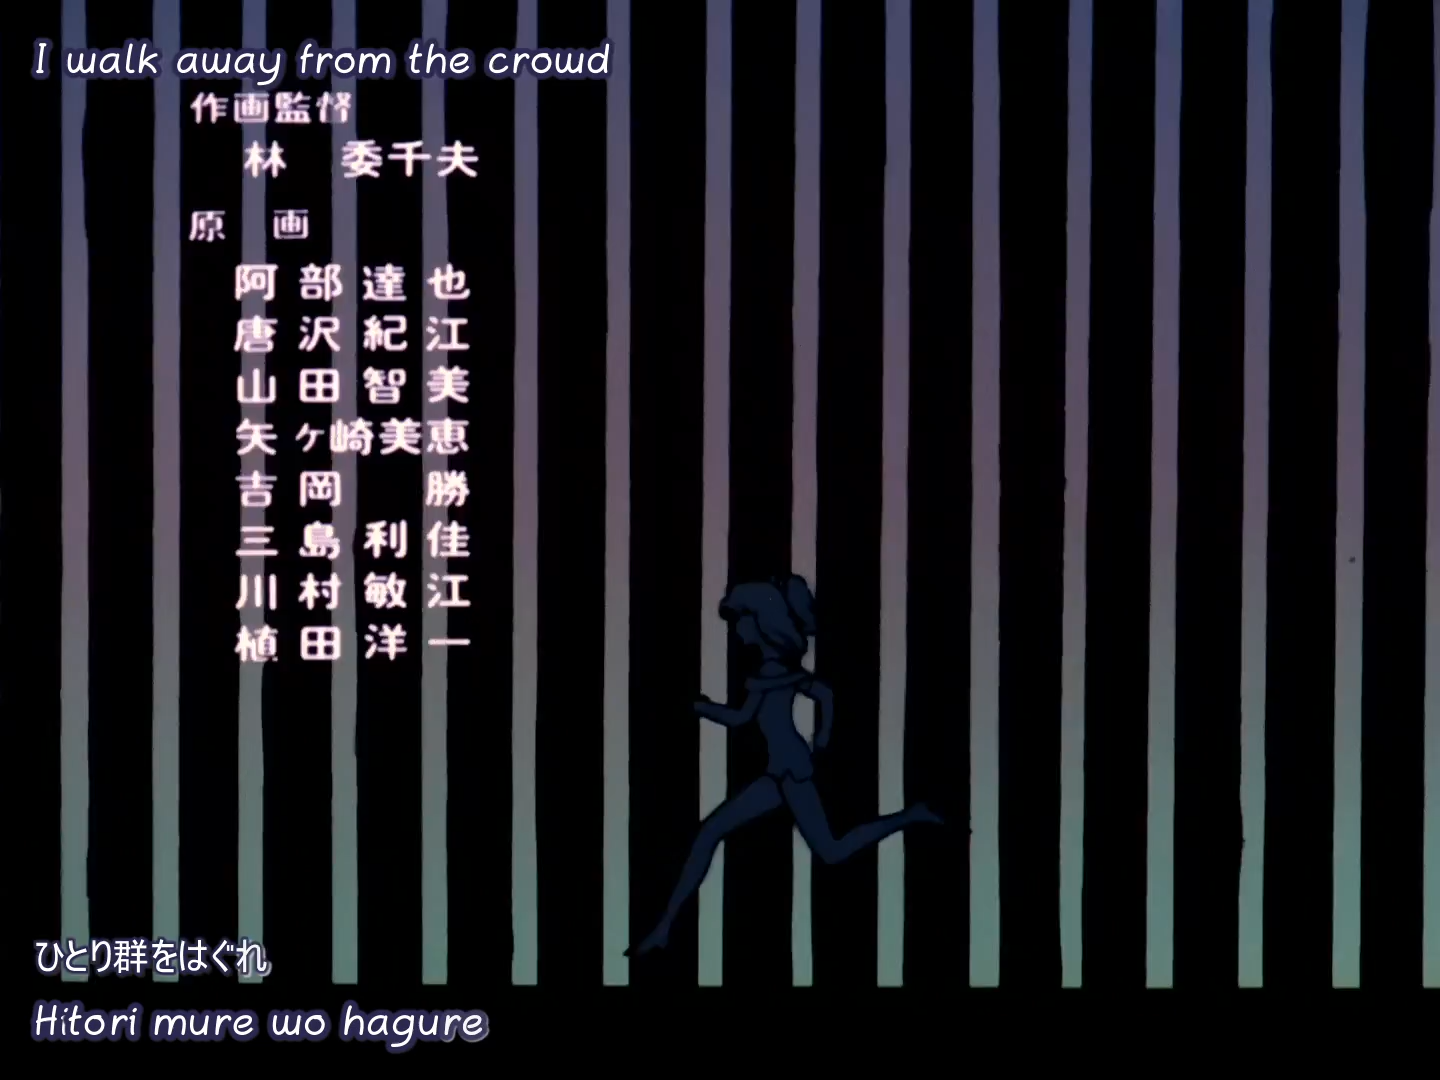 I walk away from the crowd
作画監督
林 委千夫
原 画
阿部達也
唐沢紀江
山田智美
矢ケ崎美恵
吉岡 勝
三島利佳
川村敏江
植田洋一
ひとり群をはぐれ
Hitori mure wo hagure